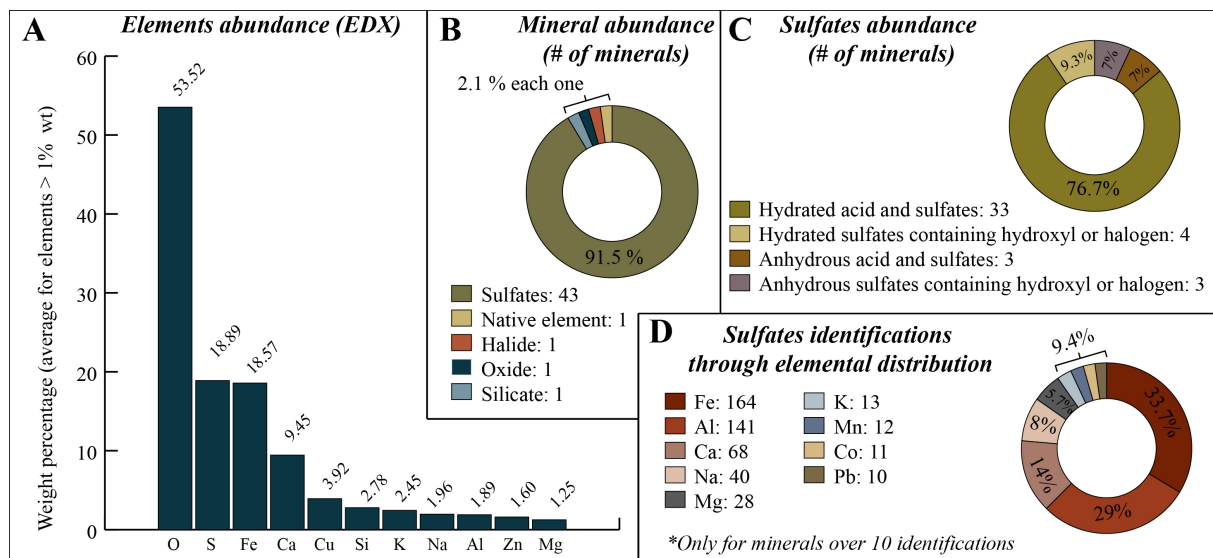 A
Elements abundance (EDX)
Weight percentage (average for elements > 1% wt)
60
50
40
30
20
10
0
53.52
18.89
18.57
9.45
3.92
2.78
2.45
1.96
1.89
1.60
1.25
O S Fe Ca Cu Si K Na Al Zn Mg
B
Mineral abundance
(# of minerals)
2.1 % each one
91.5 %
Sulfates: 43
Native element: 1
Halide: 1
Oxide: 1
Silicate: 1
C
Sulfates abundance
(# of minerals)
9.3%
7%
7%
76.7%
Hydrated acid and sulfates: 33
Hydrated sulfates containing hydroxyl or halogen: 4
Anhydrous acid and sulfates: 3
Anhydrous sulfates containing hydroxyl or halogen: 3
D
Sulfates identifications
through elemental distribution
9.4%
5.7%
8%
14%
29%
33.7%
Fe: 164
Al: 141
Ca: 68
Na: 40
Mg: 28
K: 13
Mn: 12
Co: 11
Pb: 10
*Only for minerals over 10 identifications